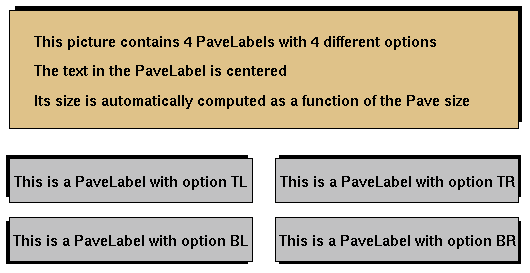 This picture contains 4 PaveLabels with 4 different options
The text in the PaveLabel is centered
Its size is automatically computed as a function of the Pave size
This is a PaveLabel with option TL
This is a PaveLabel with option TR
This is a PaveLabel with option BL
This is a PaveLabel with option BR